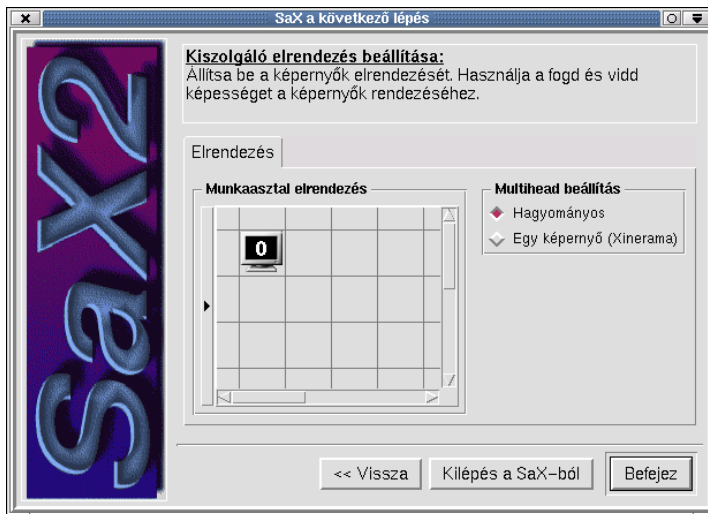 SaX a következő lépés
SaX2
Kiszolgáló elrendezés beállítása:
Állítsa be a képernyők elrendezését. Használja a fogd és vidd
képességet a képernyők rendezéséhez.
Elrendezés
Munkaasztal elrendezés
0
Multihead beállítás
Hagyományos
Egy képernyő (Xinerama)
<< Vissza
Kilépés a SaX-ból
Befejez